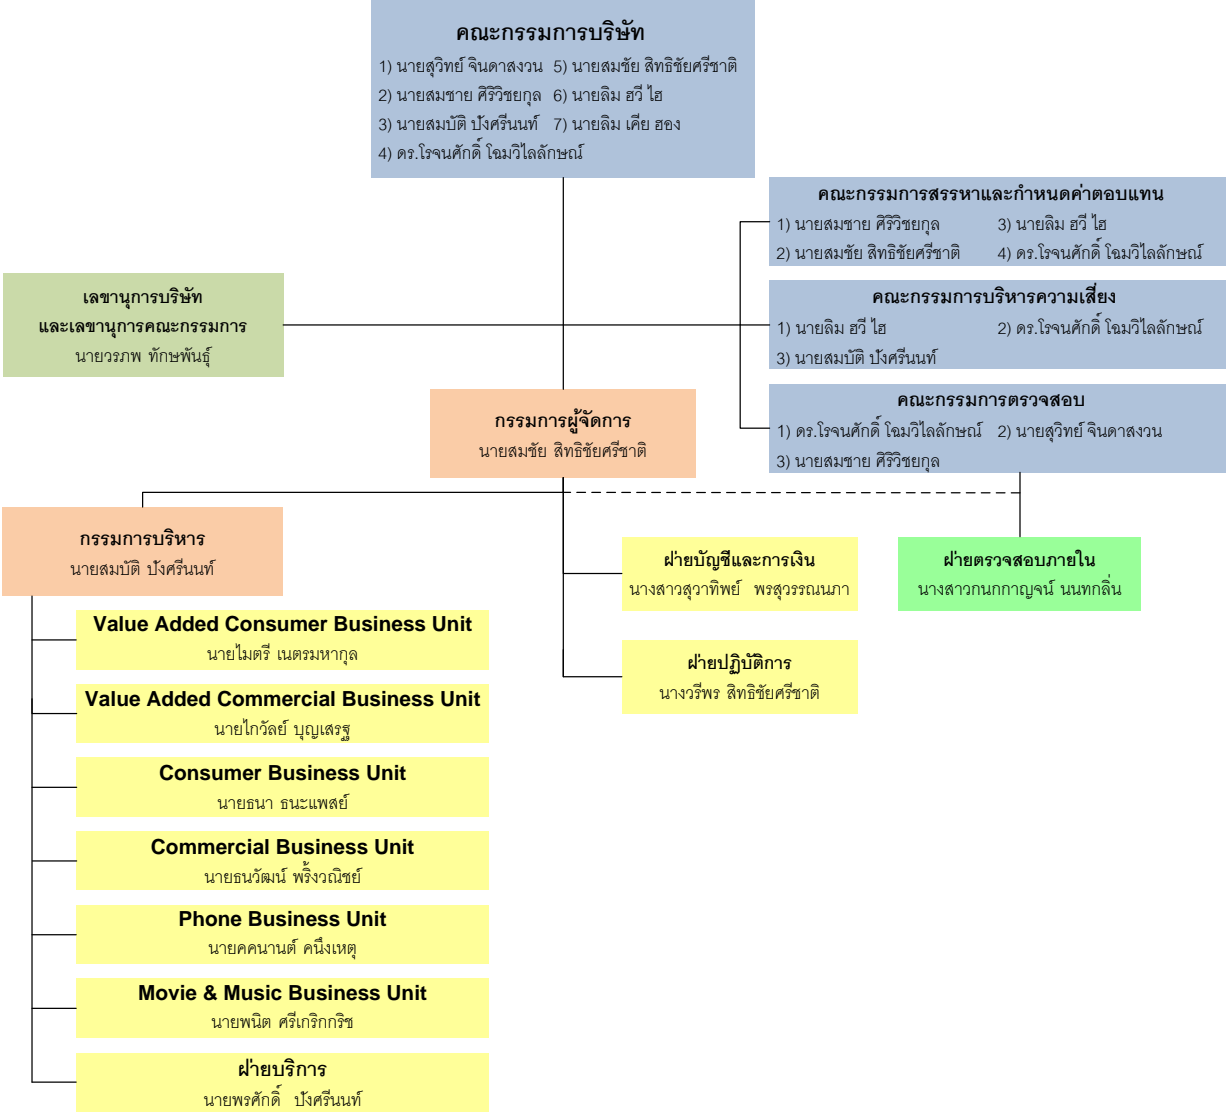 คณะกรรมการบริษัท
1) นายสุวิทย์ จินดาสงวน 5) นายสมชัย สิทธิชัยศรีชาติ
2) นายสมชาย ศิริวิชยกุล 6) นายลิม ฮวี ไฮ
3) นายสมบัติ ปังศรีนนท์ 7) นายลิม เคีย ฮอง
4) ดร.โรจนศักดิ์ โฉมวิไลลักษณ์
คณะกรรมการสรรหาและกำหนดค่าตอบแทน
1) นายสมชาย ศิริวิชยกุล 3) นายลิม ฮวี ไฮ
2) นายสมชัย สิทธิชัยศรีชาติ 4) ดร.โรจนศักดิ์ โฉมวิไลลักษณ์
เลขานุการบริษัท
และเลขานุการคณะกรรมการ
นายวรภพ ทักษพันธุ์
คณะกรรมการบริหารความเสี่ยง
1) นายลิม ฮวี ไฮ 2) ดร.โรจนศักดิ์ โฉมวิไลลักษณ์
3) นายสมบัติ ปังศรีนนท์
คณะกรรมการตรวจสอบ
1) ดร.โรจนศักดิ์ โฉมวิไลลักษณ์ 2) นายสุวิทย์ จินดาสงวน
3) นายสมชาย ศิริวิชยกุล
กรรมการผู้จัดการ
นายสมชัย สิทธิชัยศรีชาติ
กรรมการบริหาร
นายสมบัติ ปังศรีนนท์
ฝ่ายบัญชีและการเงิน
นางสาวสุวาทิพย์ พรสุวรรณนภา
ฝ่ายตรวจสอบภายใน
นางสาวกนกกาญจน์ นนทกลิ่น
ฝ่ายปฏิบัติการ
นางวรีพร สิทธิชัยศรีชาติ
Value Added Consumer Business Unit
นายไมตรี เนตรมหากุล
Value Added Commercial Business Unit
นายไกวัลย์ บุญเสรฐ
Consumer Business Unit
นายธนา ธนะแพสย์
Commercial Business Unit
นายธนวัฒน์ พริ้งวณิชย์
Phone Business Unit
นายคคนานต์ คนึงเหตุ
Movie & Music Business Unit
นายพนิต ศรีเกริกกริช
ฝ่ายบริการ
นายพรศักดิ์ ปังศรีนนท์